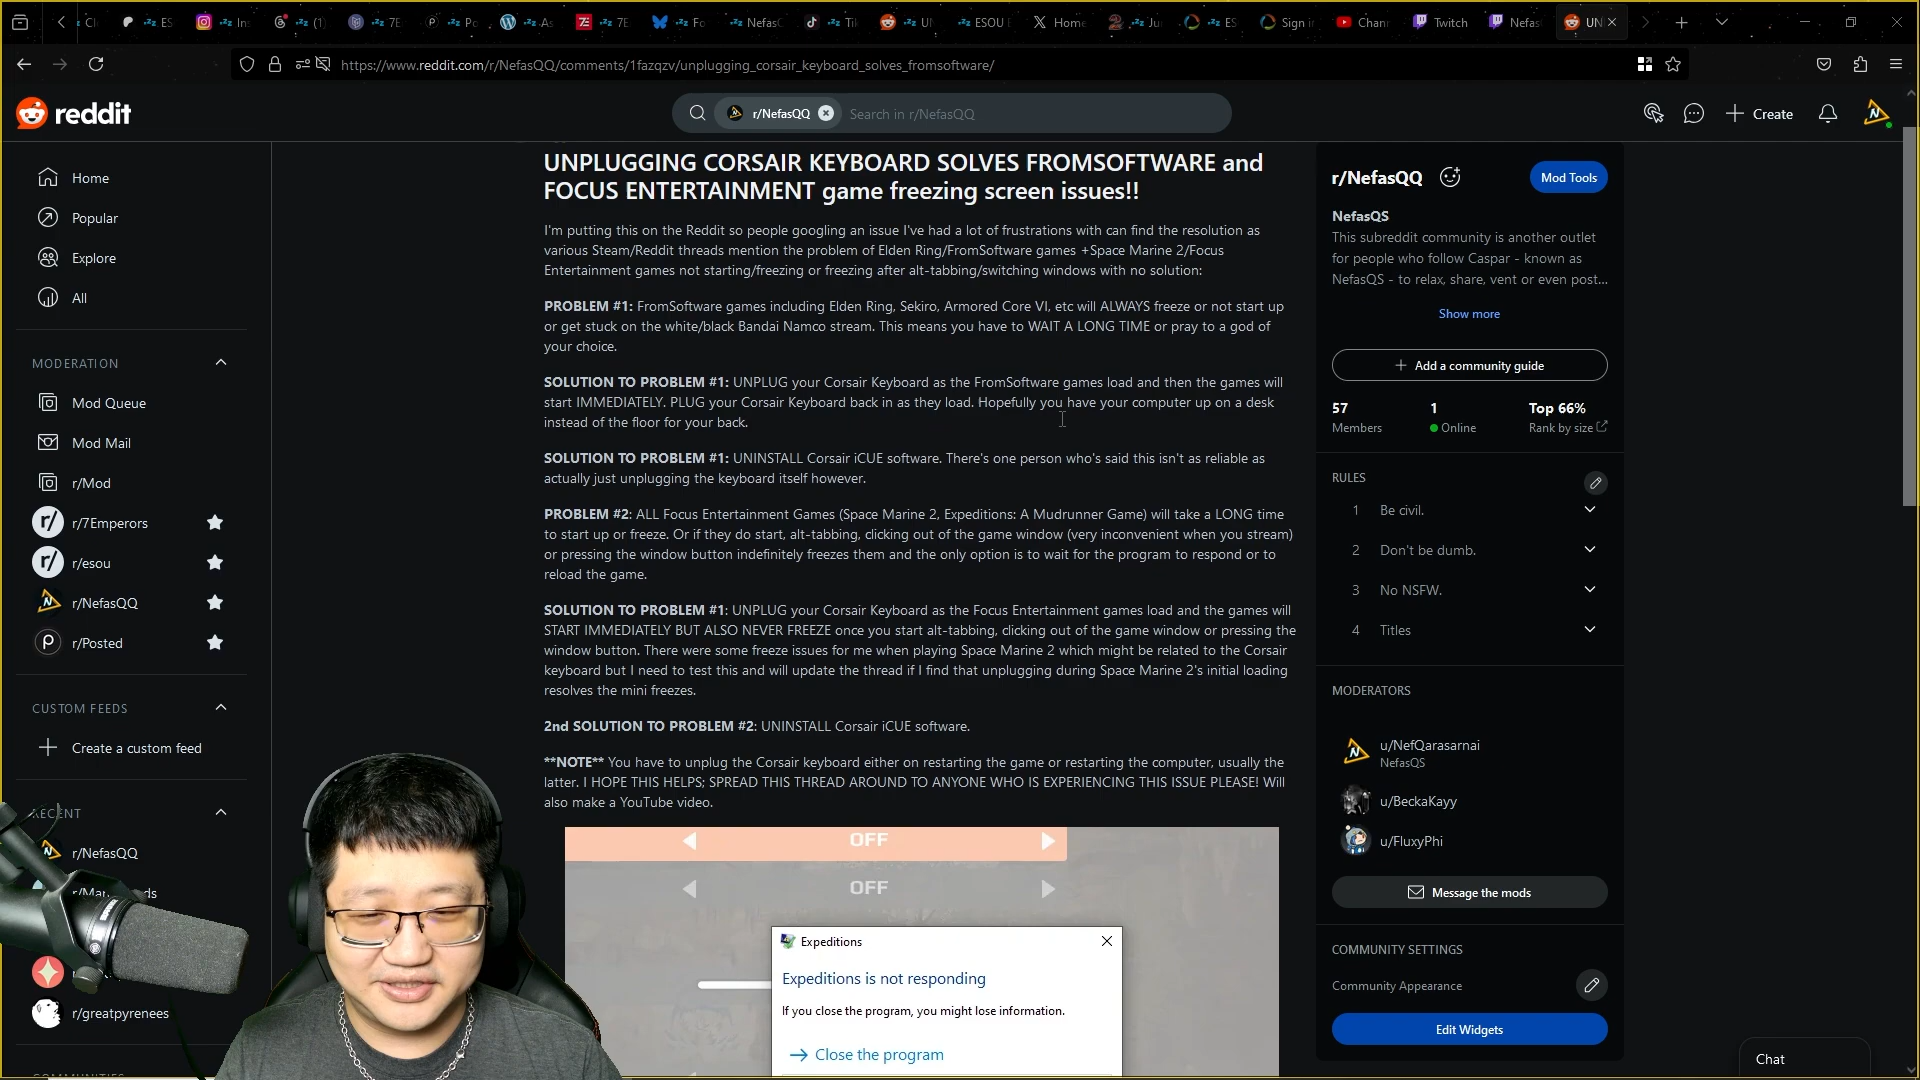 ES
Ins
(1)
7E
Po
As
7E
Fo
Nefas
Tik
UN
ESOU
Home
Ju
ES
Sign in
Chann
Twitch
Nefas
UN
https://www.reddit.com/r/NefasQQ/comments/1fazqzv/unplugging_corsair_keyboard_solves_fromsoftware/
reddit
r/NefasQQ
Search in r/NefasQQ
Create
Home
Popular
Explore
All
MODERATION
Mod Queue
Mod Mail
r/Mod
r/ r/7Emperors
r/ r/esou
r/NefasQQ
r/Posted
CUSTOM FEEDS
Create a custom feed
RECENT
r/NefasQQ
r/greatpyrenees
UNPLUGGING CORSAIR KEYBOARD SOLVES FROMSOFTWARE and
FOCUS ENTERTAINMENT game freezing screen issues!!
I'm putting this on the Reddit so people googling an issue I've had a lot of frustrations with can find the resolution as
various Steam/Reddit threads mention the problem of Elden Ring/FromSoftware games +Space Marine 2/Focus
Entertainment games not starting/freezing or freezing after alt-tabbing/switching windows with no solution:
PROBLEM #1: FromSoftware games including Elden Ring, Sekiro, Armored Core VI, etc will ALWAYS freeze or not start up
or get stuck on the white/black Bandai Namco stream. This means you have to WAIT A LONG TIME or pray to a god of
your choice.
SOLUTION TO PROBLEM #1: UNPLUG your Corsair Keyboard as the FromSoftware games load and then the games will
start IMMEDIATELY. PLUG your Corsair Keyboard back in as they load. Hopefully you have your computer up on a desk
instead of the floor for your back.
SOLUTION TO PROBLEM #1: UNINSTALL Corsair iCUE software. There's one person who's said this isn't as reliable as
actually just unplugging the keyboard itself however.
PROBLEM #2: ALL Focus Entertainment Games (Space Marine 2, Expeditions: A Mudrunner Game) will take a LONG time
to start up or freeze. Or if they do start, alt-tabbing, clicking out of the game window (very inconvenient when you stream)
or pressing the window button indefinitely freezes them and the only option is to wait for the program to respond or to
reload the game.
SOLUTION TO PROBLEM #1: UNPLUG your Corsair Keyboard as the Focus Entertainment games load and the games will
START IMMEDIATELY BUT ALSO NEVER FREEZE once you start alt-tabbing, clicking out of the game window or pressing the
window button. There were some freeze issues for me when playing Space Marine 2 which might be related to the Corsair
keyboard but I need to test this and will update the thread if I find that unplugging during Space Marine 2's initial loading
resolves the mini freezes.
2nd SOLUTION TO PROBLEM #2: UNINSTALL Corsair iCUE software.
**NOTE** You have to unplug the Corsair keyboard either on restarting the game or restarting the computer, usually the
latter. I HOPE THIS HELPS; SPREAD THIS THREAD AROUND TO ANYONE WHO IS EXPERIENCING THIS ISSUE PLEASE! Will
also make a YouTube video.
OFF
OFF
Expeditions
Expeditions is not responding
If you close the program, you might lose information.
Close the program
r/NefasQQ
Mod Tools
NefasQS
This subreddit community is another outlet
for people who follow Caspar - known as
NefasQS - to relax, share, vent or even post...
Show more
Add a community guide
57
1
Top 66%
Members
Online
Rank by size
RULES
1 Be civil.
2 Don't be dumb.
3 No NSFW.
4 Titles
MODERATORS
u/NefQarasarnai
NefasQS
u/BeckaKayy
u/FluxyPhi
Message the mods
COMMUNITY SETTINGS
Community Appearance
Edit Widgets
Chat